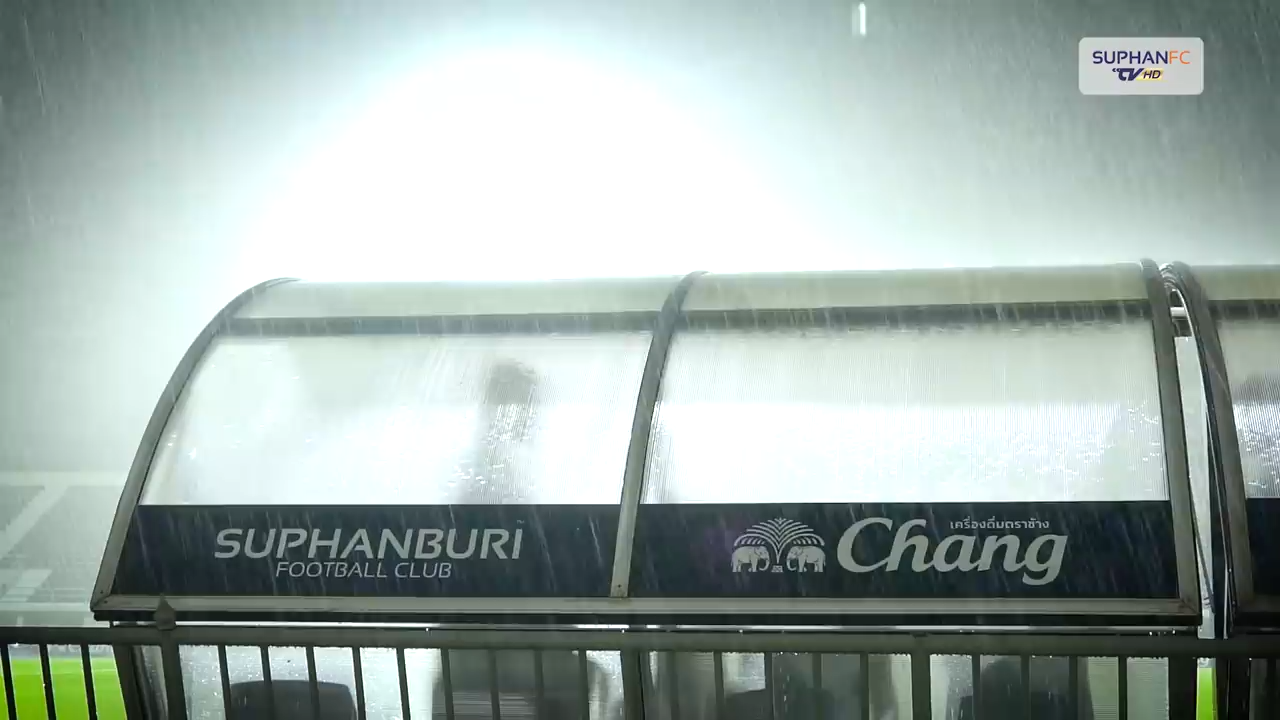 SUPHANFC
TV HD
SUPHANBURI
FOOTBALL CLUB
เครื่องดื่มตราช้าง
Chang